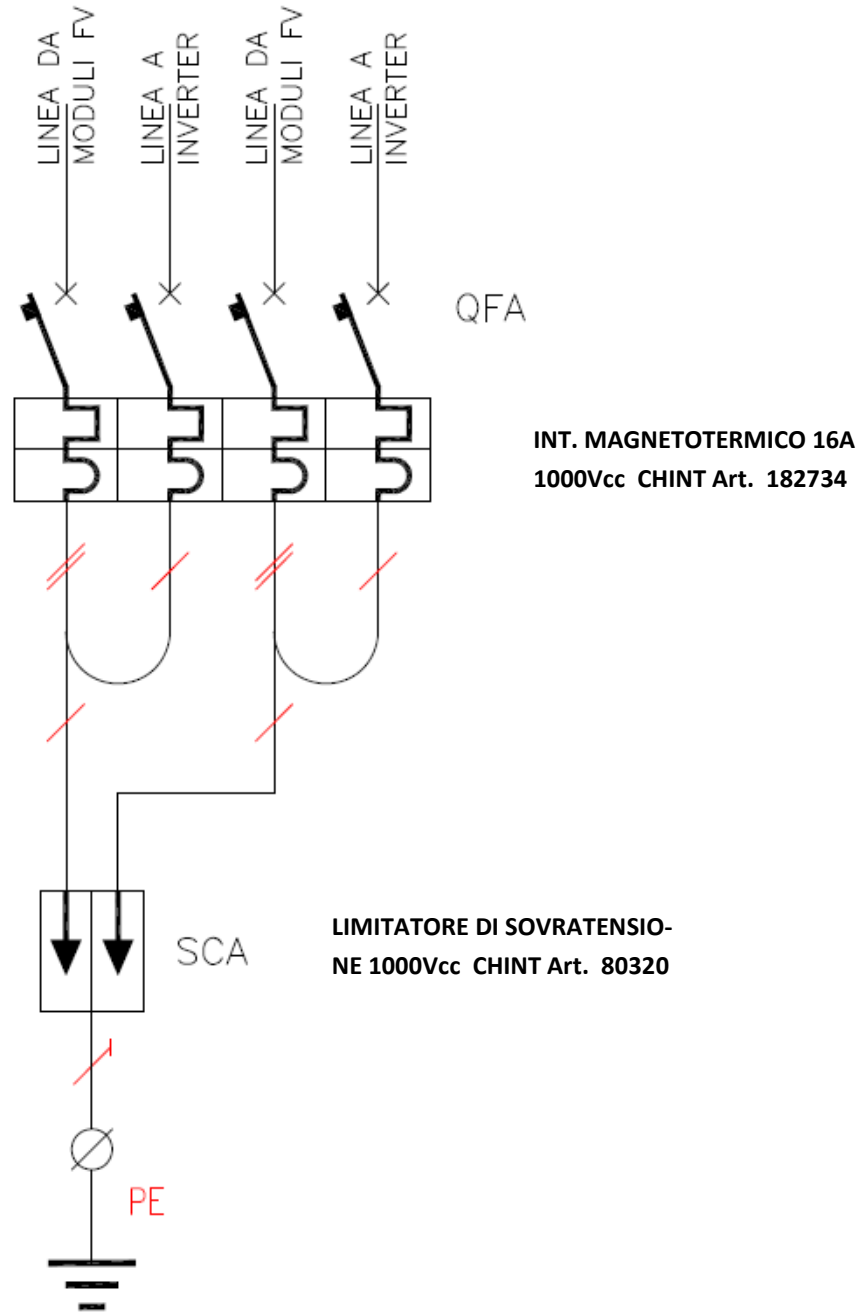 LINEA DA
MODULI FV
LINEA A
INVERTER
LINEA DA
MODULI FV
LINEA A
INVERTER
QFA
INT. MAGNETOTERMICO 16A
1000Vcc CHINT Art. 182734
LIMITATORE DI SOVRATENSIO-
NE 1000Vcc CHINT Art. 80320
SCA
PE